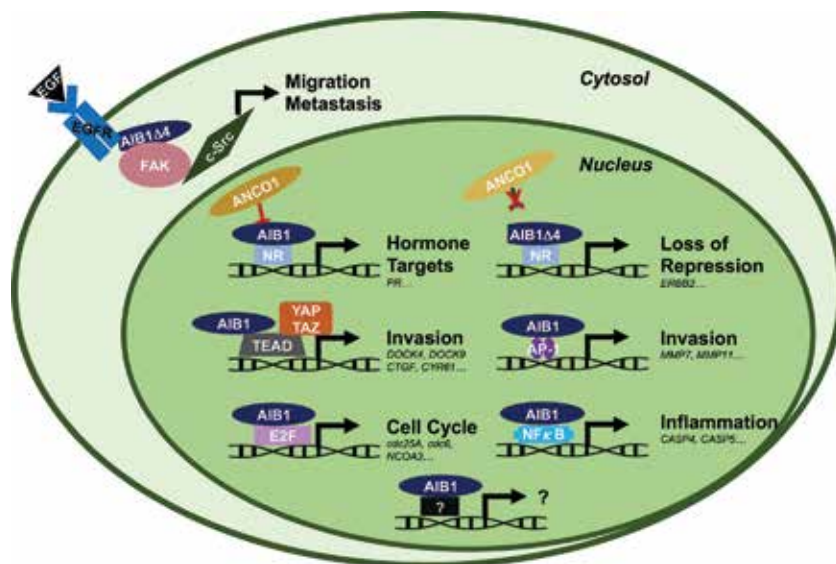 Cytosol
EGF
EGFR
AIB1Δ4
FAK
c-Src
Migration
Metastasis
Nucleus
ANCO1
AIB1
NR
Hormone
Targets
PR...
ANCO1
X
AIB1Δ4
NR
Loss of
Repression
ERBB2...
AIB1
YAP
TAZ
TEAD
Invasion
DOCK4, DOCK9
CTGF, CYR61...
AIB1
AP-1
Invasion
MMP7, MMP11...
AIB1
E2F
Cell Cycle
cdc25A, cdc6,
NCOA3...
AIB1
NFκB
Inflammation
CASP4, CASP5...
AIB1
?
?